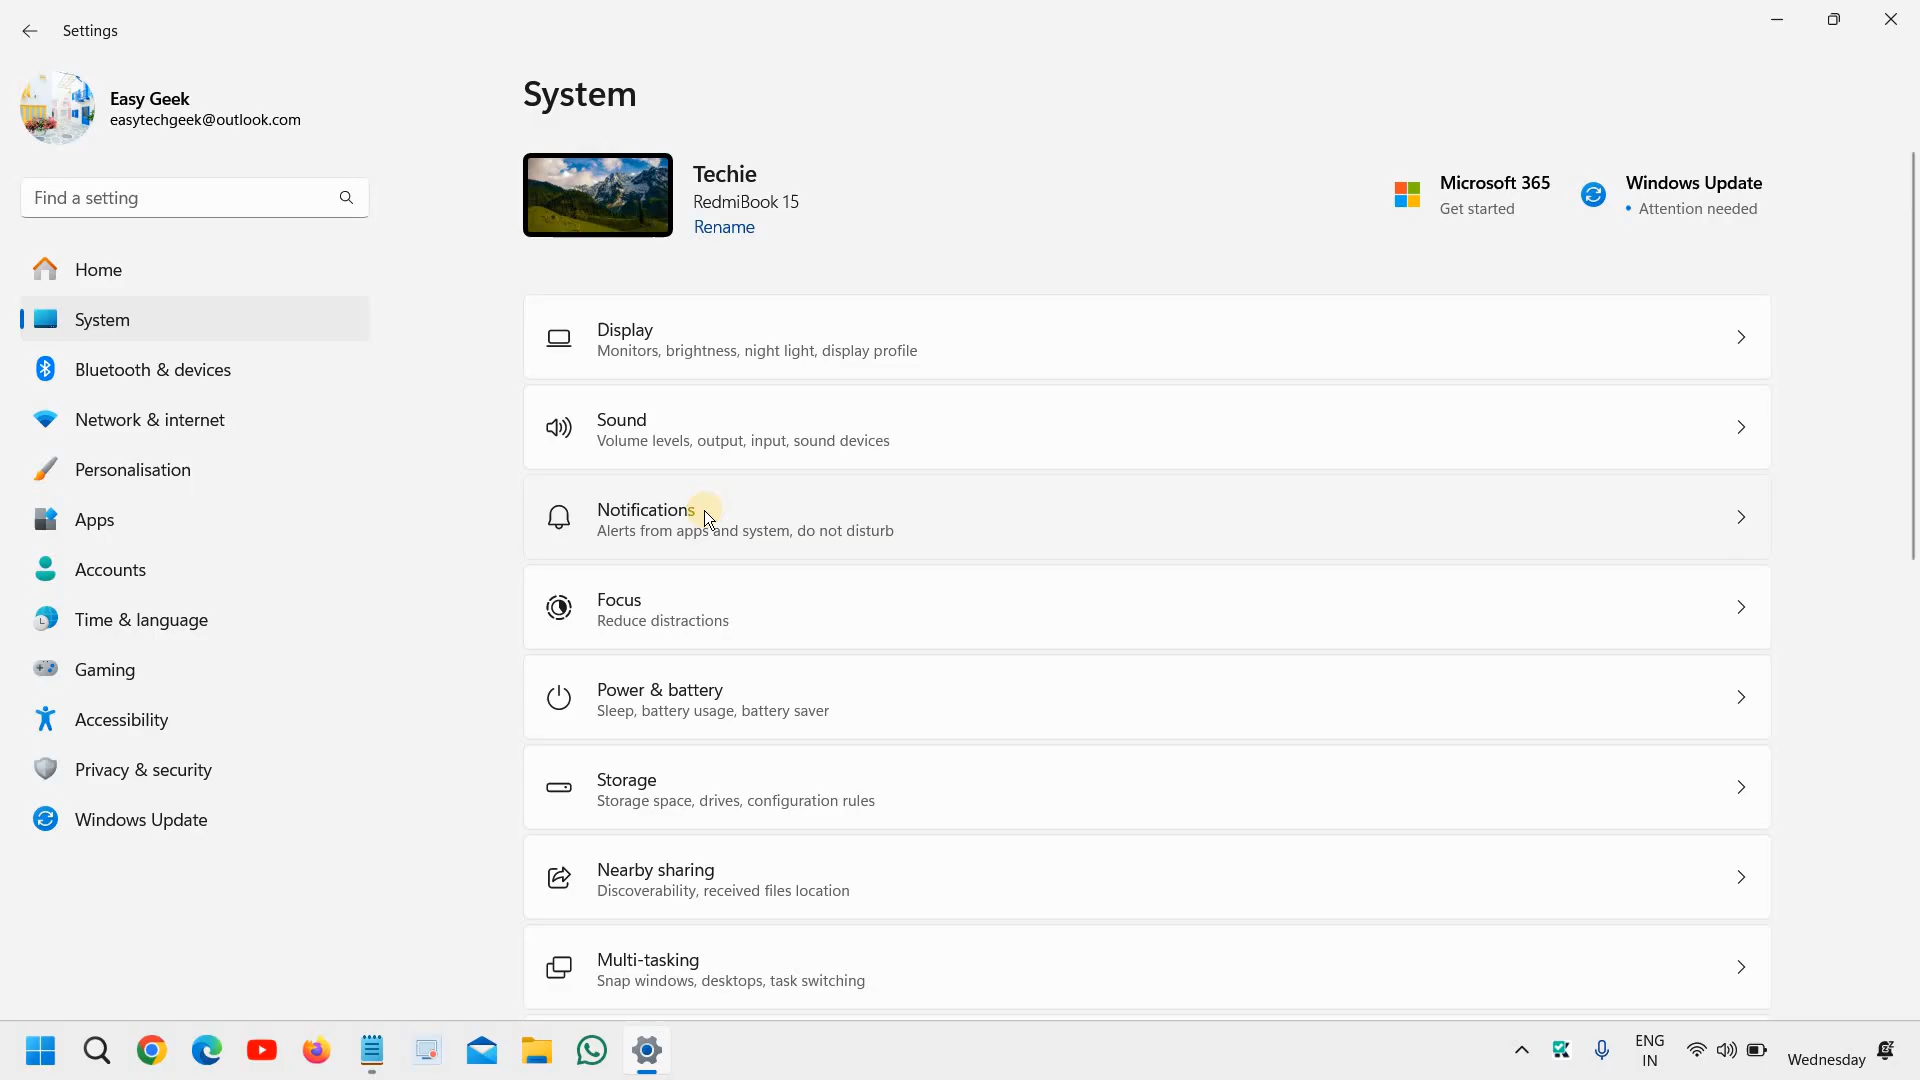 Settings
Easy Geek
easytechgeek@outlook.com
Find a setting
Home
System
Bluetooth & devices
Network & internet
Personalisation
Apps
Accounts
Time & language
Gaming
Accessibility
Privacy & security
Windows Update
System
Techie
RedmiBook 15
Rename
Microsoft 365
Get started
Windows Update
• Attention needed
Display
Monitors, brightness, night light, display profile
Sound
Volume levels, output, input, sound devices
Notifications
Alerts from apps and system, do not disturb
Focus
Reduce distractions
Power & battery
Sleep, battery usage, battery saver
Storage
Storage space, drives, configuration rules
Nearby sharing
Discoverability, received files location
Multi-tasking
Snap windows, desktops, task switching
ENG
IN
Wednesday